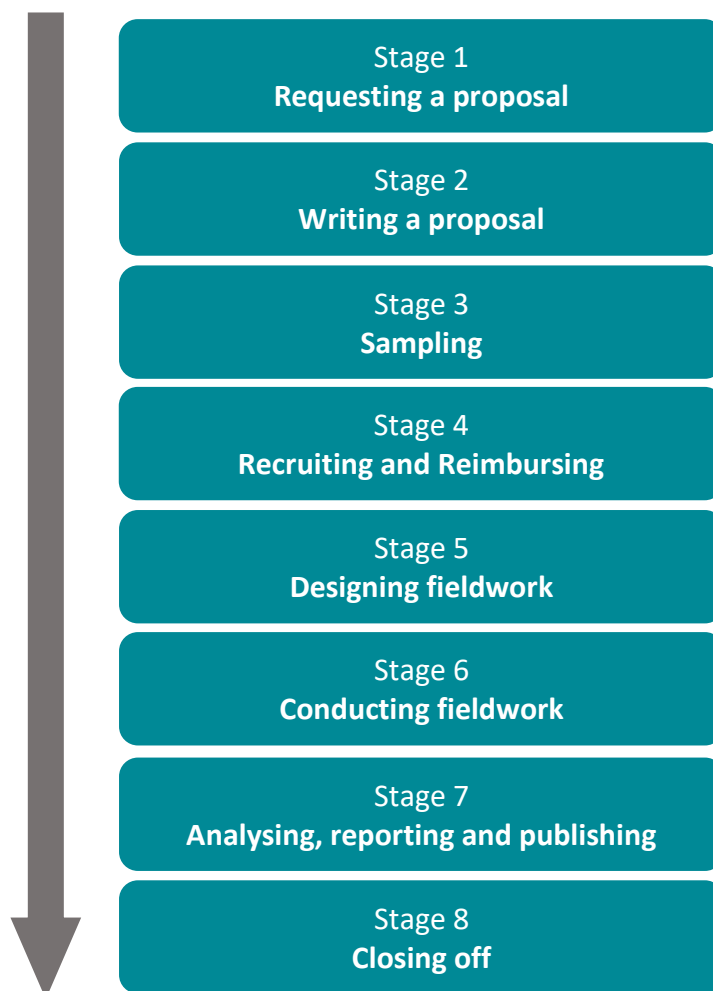 Stage 1
Requesting a proposal
Stage 2
Writing a proposal
Stage 3
Sampling
Stage 4
Recruiting and Reimbursing
Stage 5
Designing fieldwork
Stage 6
Conducting fieldwork
Stage 7
Analysing, reporting and publishing
Stage 8
Closing off